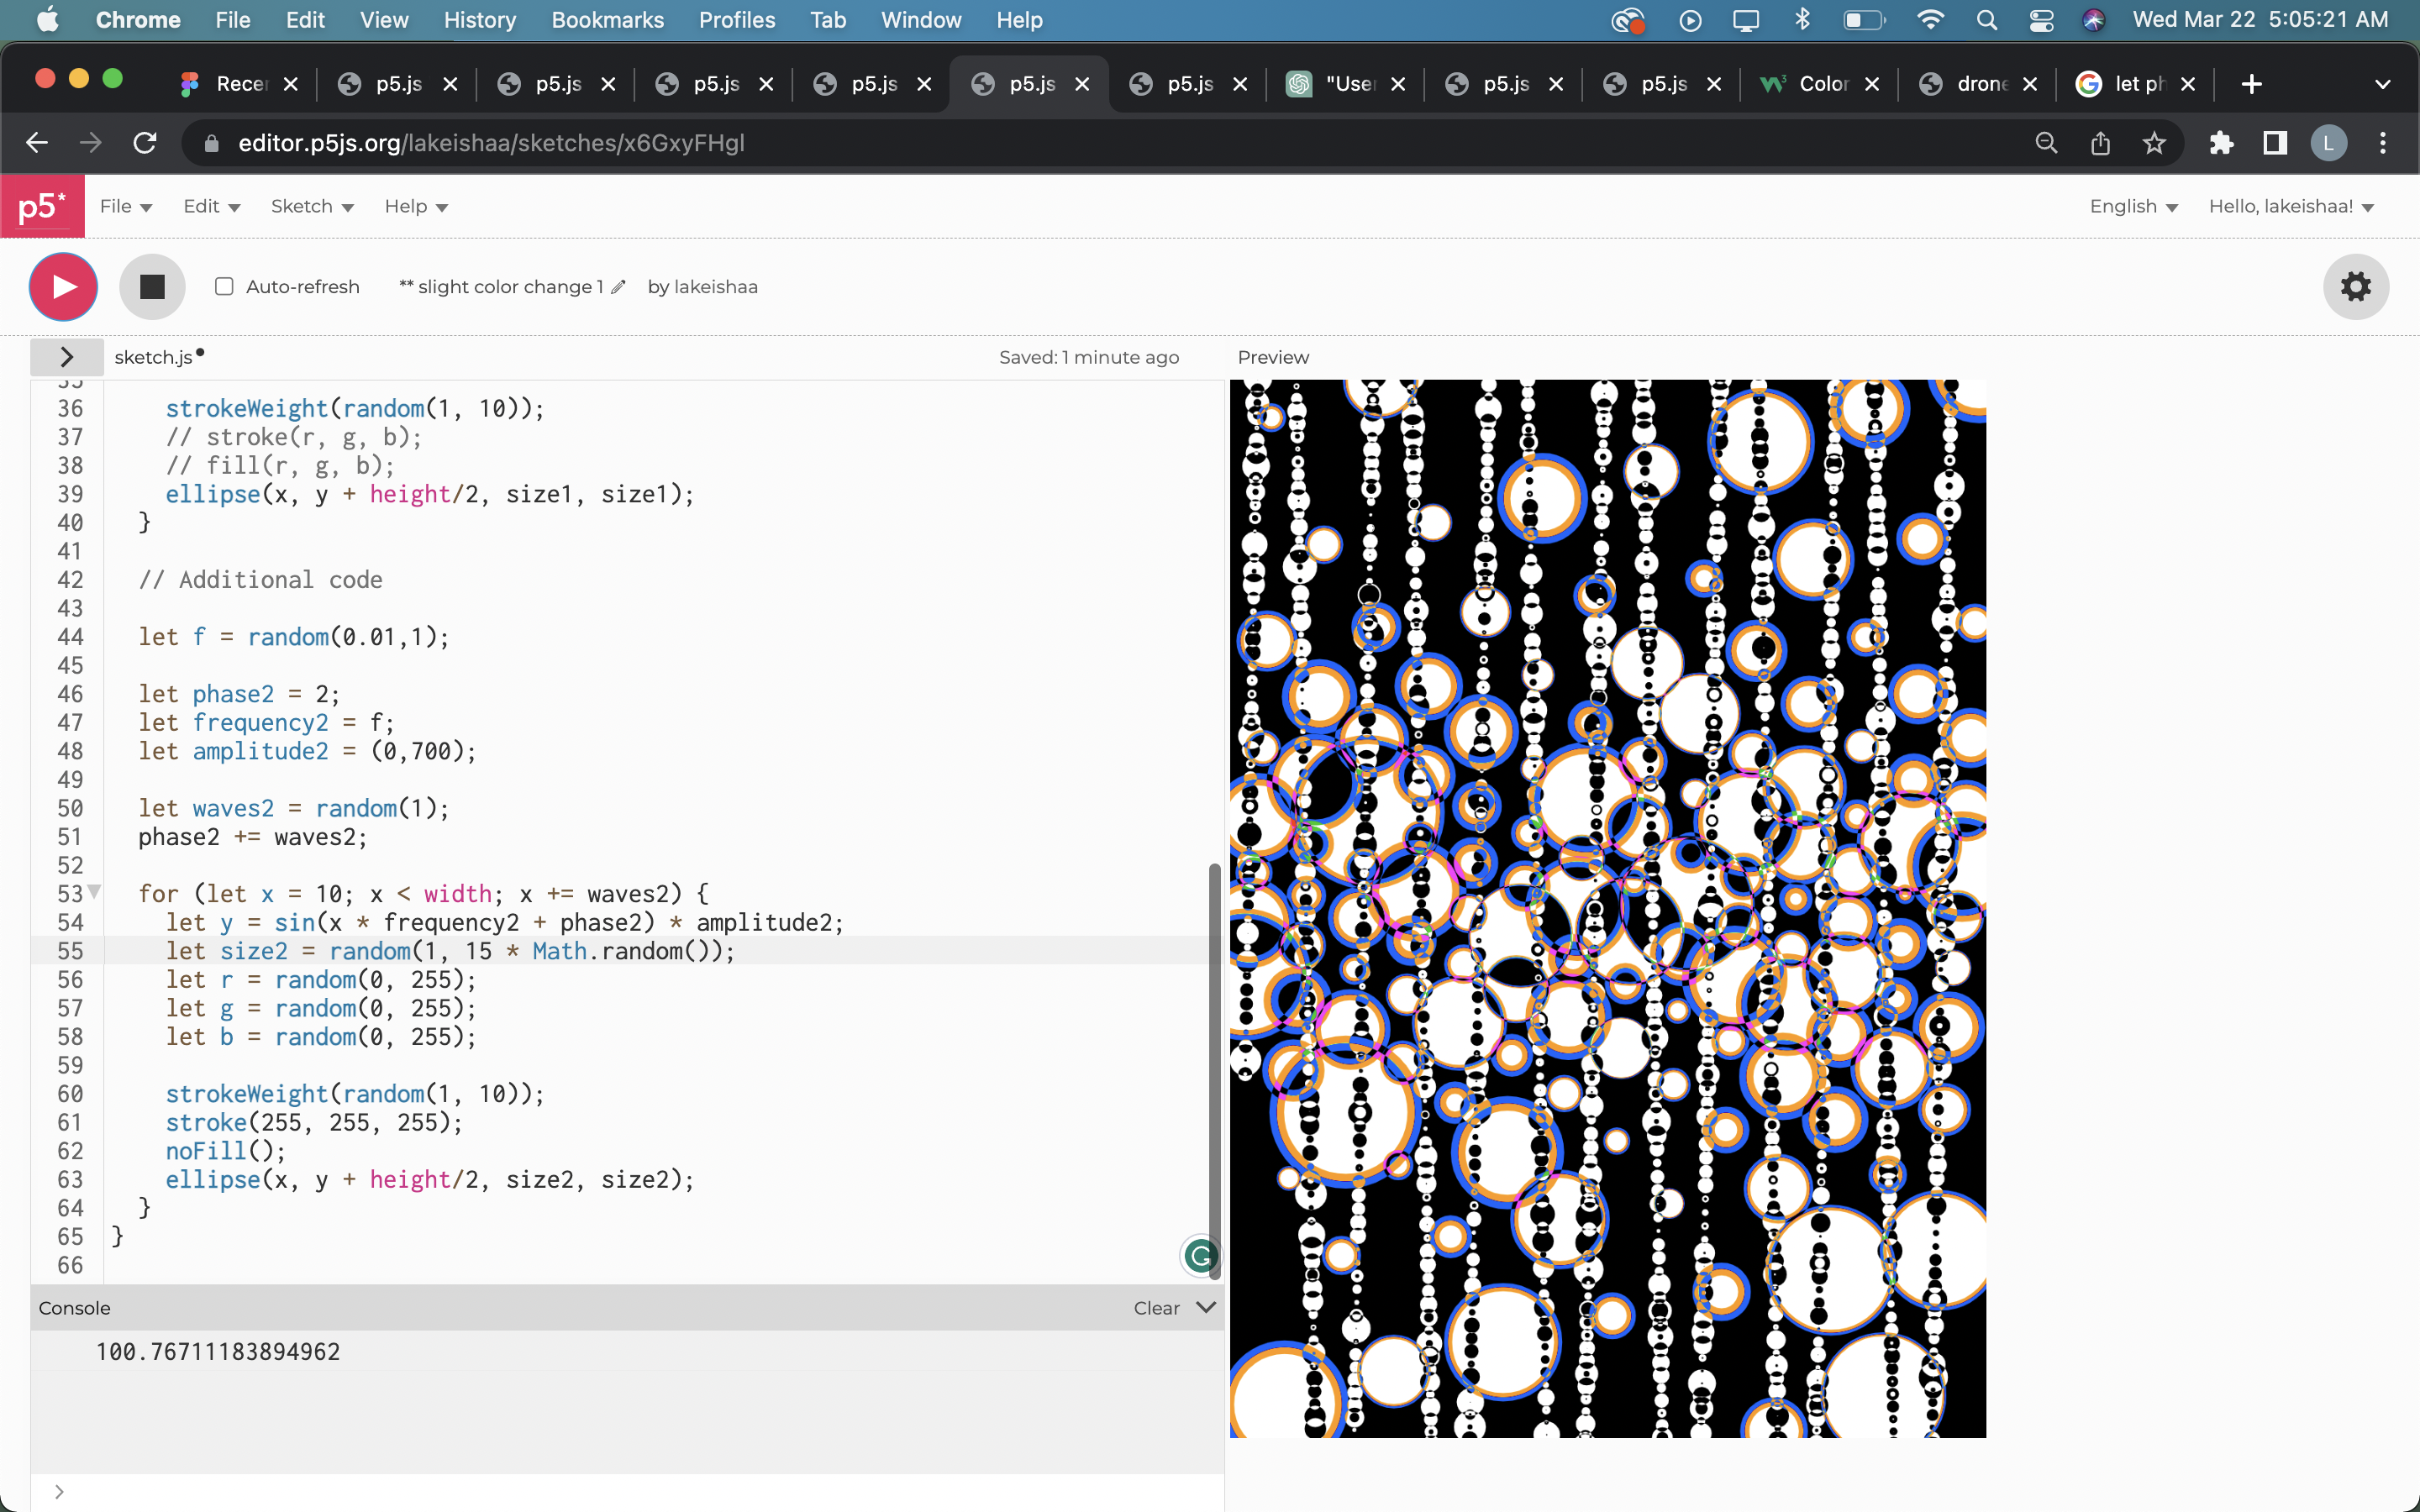 Chrome File Edit View History Bookmarks Profiles Tab Window Help Wed Mar 22 5:05:21 AM
Recer p5.js p5.js p5.js p5.js p5.js p5.js "User p5.js p5.js Color drone let ph
editor.p5js.org/lakeishaa/sketches/x6GxyFHgl L
p5* File Edit Sketch Help English Hello, lakeishaa!
Auto-refresh ** slight color change 1 by lakeishaa
> sketch.js Saved: 1 minute ago Preview
35
36 strokeWeight(random(1, 10));
37 // stroke(r, g, b);
38 // fill(r, g, b);
39 ellipse(x, y + height/2, size1, size1);
40 }
41
42 // Additional code
43
44 let f = random(0.01,1);
45
46 let phase2 = 2;
47 let frequency2 = f;
48 let amplitude2 = (0,700);
49
50 let waves2 = random(1);
51 phase2 += waves2;
52
53 for (let x = 10; x < width; x += waves2) {
54 let y = sin(x * frequency2 + phase2) * amplitude2;
55 let size2 = random(1, 15 * Math.random());
56 let r = random(0, 255);
57 let g = random(0, 255);
58 let b = random(0, 255);
59
60 strokeWeight(random(1, 10));
61 stroke(255, 255, 255);
62 noFill();
63 ellipse(x, y + height/2, size2, size2);
64 }
65 }
66
Console Clear
100.76711183894962
>